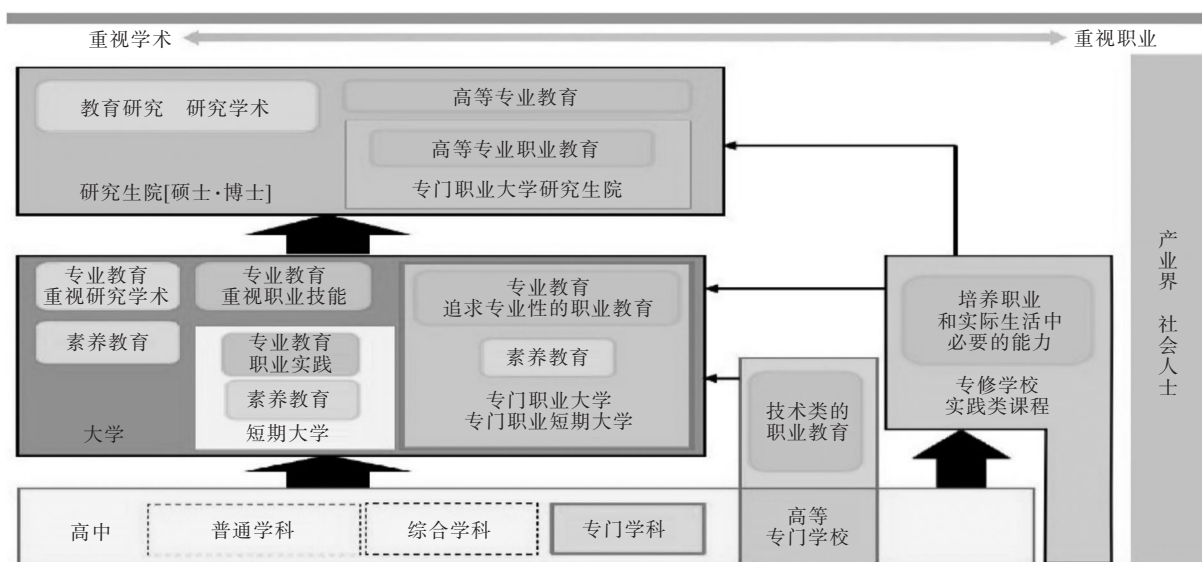 重视学术
重视职业
教育研究 研究学术
高等专业教育
高等专业职业教育
研究生院[硕士·博士]
专门职业大学研究生院
专业教育
重视研究学术
专业教育
重视职业技能
专业教育
追求专业性的职业教育
素养教育
专业教育
职业实践
素养教育
素养教育
大学
短期大学
专门职业大学
专门职业短期大学
技术类的
职业教育
培养职业
和实际生活中
必要的能力
专修学校
实践类课程
产业界 社会人士
高中
普通学科
综合学科
专门学科
高等
专门学校